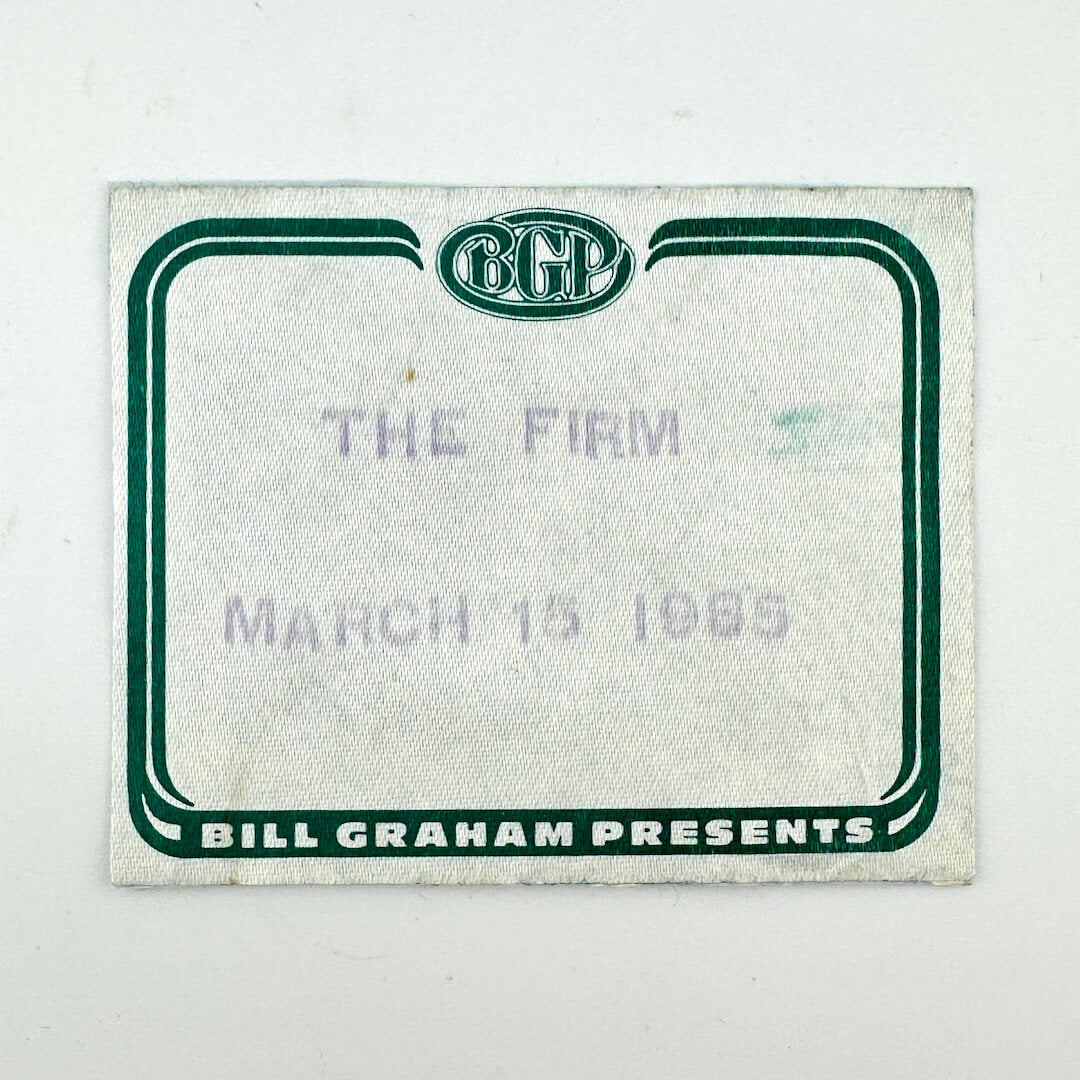 BGP
THE FIRM
MARCH 15 1985
BILL GRAHAM PRESENTS